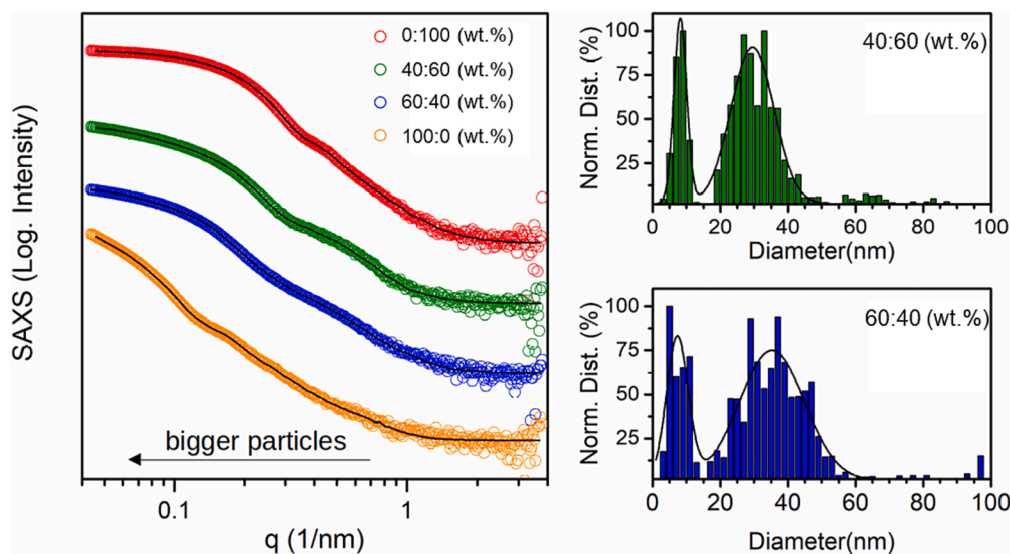 SAXS (Log. Intensity)
0:100 (wt.%)
40:60 (wt.%)
60:40 (wt.%)
100:0 (wt.%)
bigger particles
0.1
1
q (1/nm)
40:60 (wt.%)
Norm. Dist. (%)
100
75
50
25
0
20
40
60
80
100
Diameter(nm)
60:40 (wt.%)
Norm. Dist. (%)
100
75
50
25
0
20
40
60
80
100
Diameter(nm)